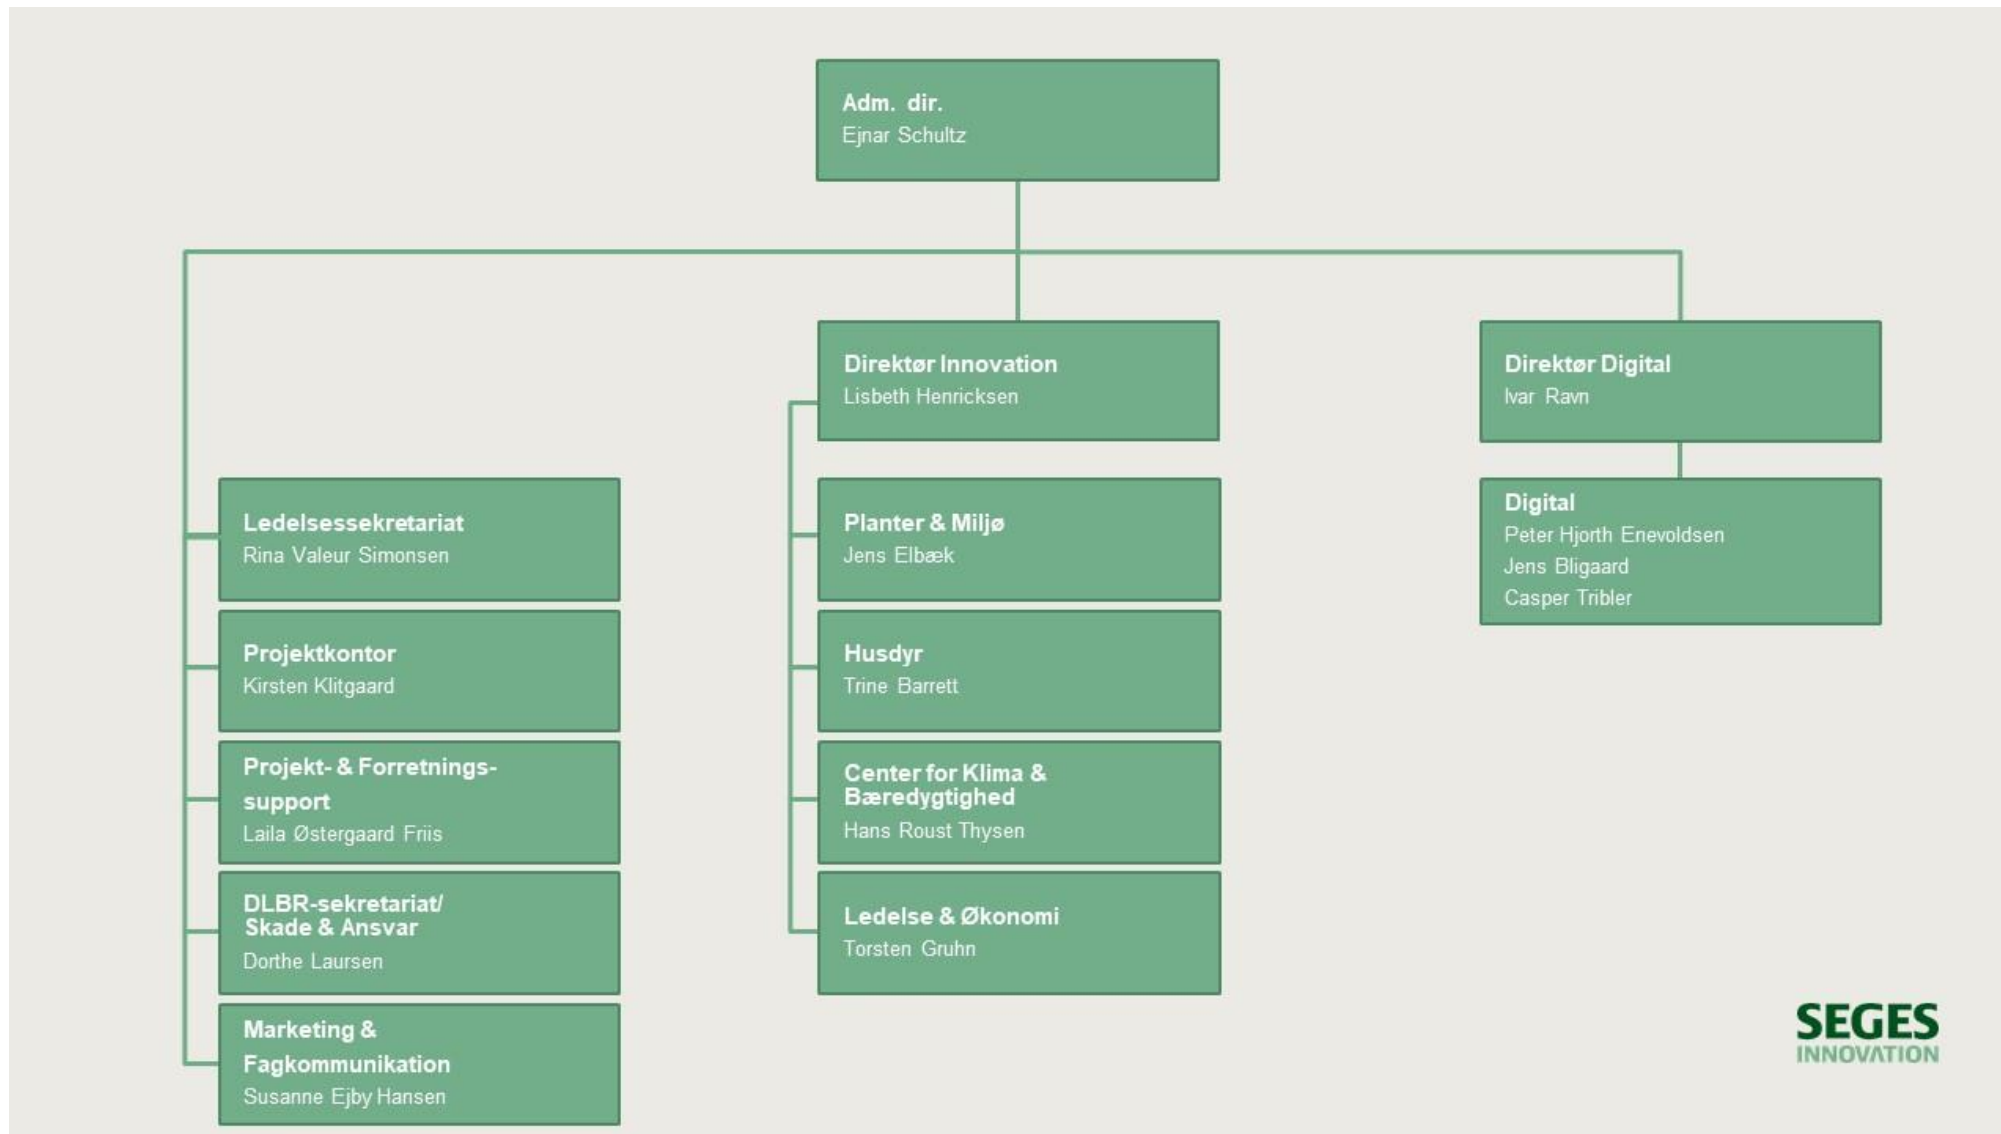 Adm. dir.
Ejnar Schultz
Direktør Innovation
Lisbeth Henricksen
Direktør Digital
Ivar Ravn
Ledelsessekretariat
Rina Valeur Simonsen
Projektkontor
Kirsten Klitgaard
Projekt- & Forretnings-
support
Laila Østergaard Friis
DLBR-sekretariat/
Skade & Ansvar
Dorthe Laursen
Marketing &
Fagkommunikation
Susanne Ejby Hansen
Planter & Miljø
Jens Elbæk
Husdyr
Trine Barrett
Center for Klima &
Bæredygtighed
Hans Roust Thysen
Ledelse & Økonomi
Torsten Gruhn
Digital
Peter Hjorth Enevoldsen
Jens Bligaard
Casper Tribler
SEGES
INNOVATION